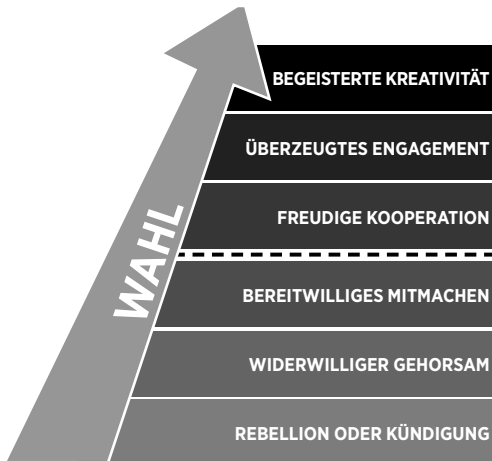 BEGEISTERTE KREATIVITÄT
ÜBERZEUGTES ENGAGEMENT
FREUDIGE KOOPERATION
WAHL
BEREITWILLIGES MITMACHEN
WIDERWILLIGER GEHORSAM
REBELLION ODER KÜNDIGUNG